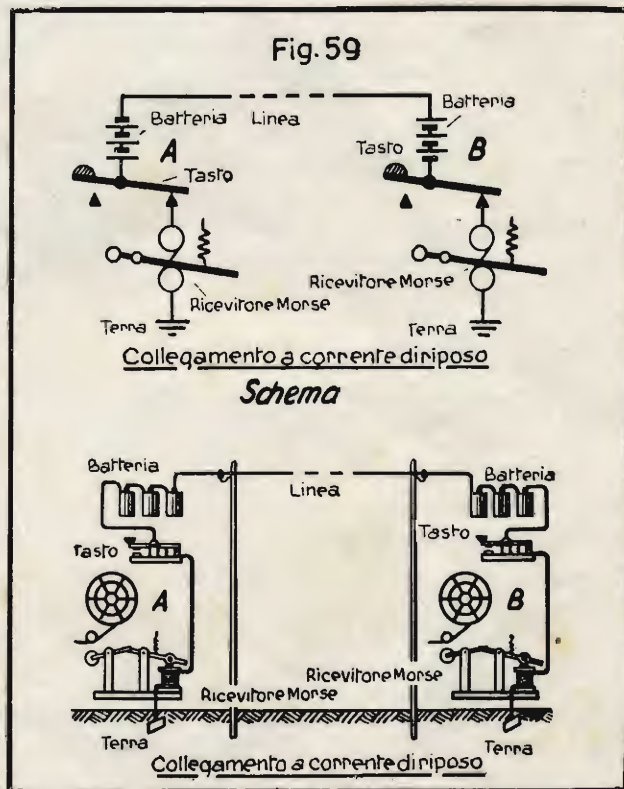 Fig. 59
Batteria
Linea
Batteria
A
Tasto
Tasto
B
Ricevitore Morse
Ricevitore Morse
Terra
Terra
Collegamento a corrente di riposo
Schema
Batteria
Linea
Batteria
Tasto
Tasto
A
B
Ricevitore Morse
Ricevitore Morse
Terra
Terra
Collegamento a corrente di riposo